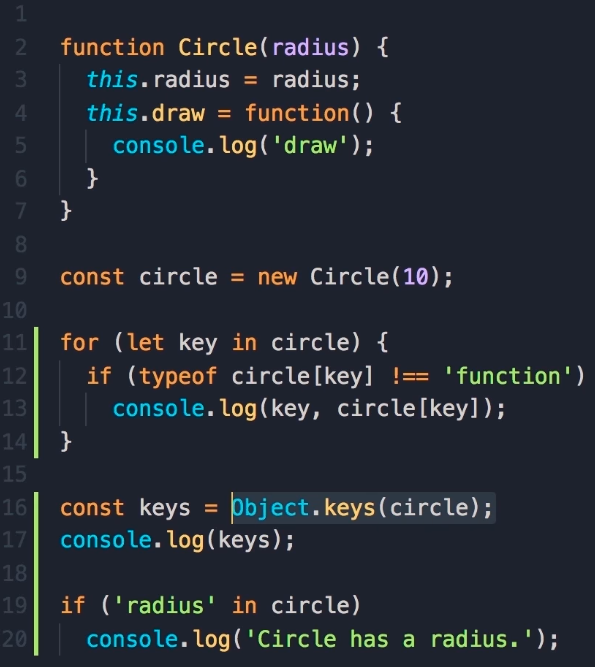 1
2 function Circle(radius) {
3   this.radius = radius;
4   this.draw = function() {
5     console.log('draw');
6   }
7 }
8
9 const circle = new Circle(10);
10
11 for (let key in circle) {
12   if (typeof circle[key] !== 'function')
13     console.log(key, circle[key]);
14 }
15
16 const keys = Object.keys(circle);
17 console.log(keys);
18
19 if ('radius' in circle)
20   console.log('Circle has a radius.');